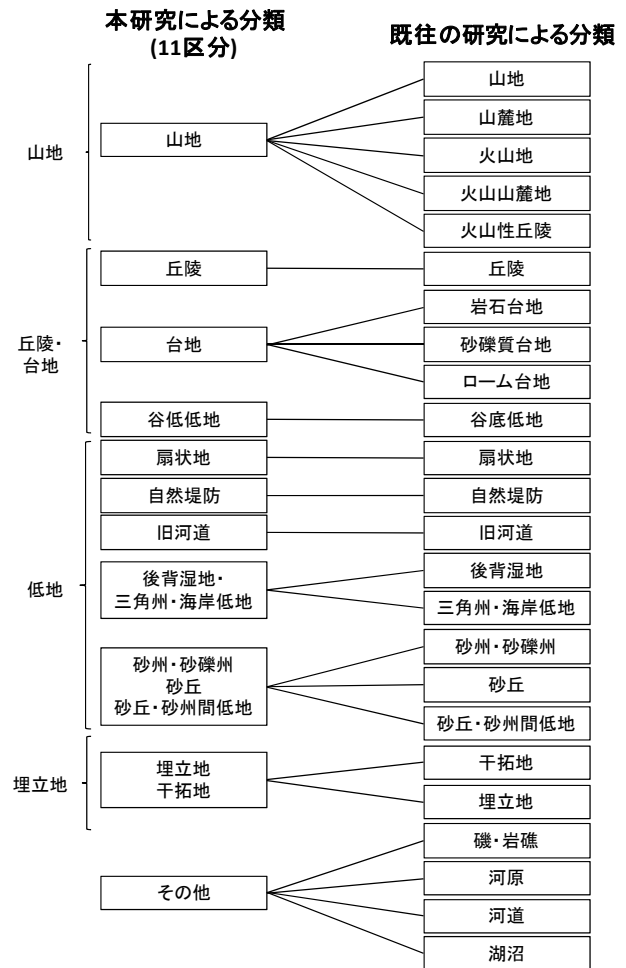 本研究による分類
(11区分)
既往の研究による分類
山地
山地
山地
山麓地
火山地
火山山麓地
火山性丘陵
丘陵・
台地
丘陵
丘陵
台地
岩石台地
砂礫質台地
ローム台地
谷低低地
谷底低地
低地
扇状地
扇状地
自然堤防
自然堤防
旧河道
旧河道
後背湿地・
三角州・海岸低地
後背湿地
三角州・海岸低地
砂州・砂礫州
砂丘
砂丘・砂州間低地
砂州・砂礫州
砂丘
砂丘・砂州間低地
埋立地
埋立地
干拓地
干拓地
埋立地
その他
磯・岩礁
河原
河道
湖沼